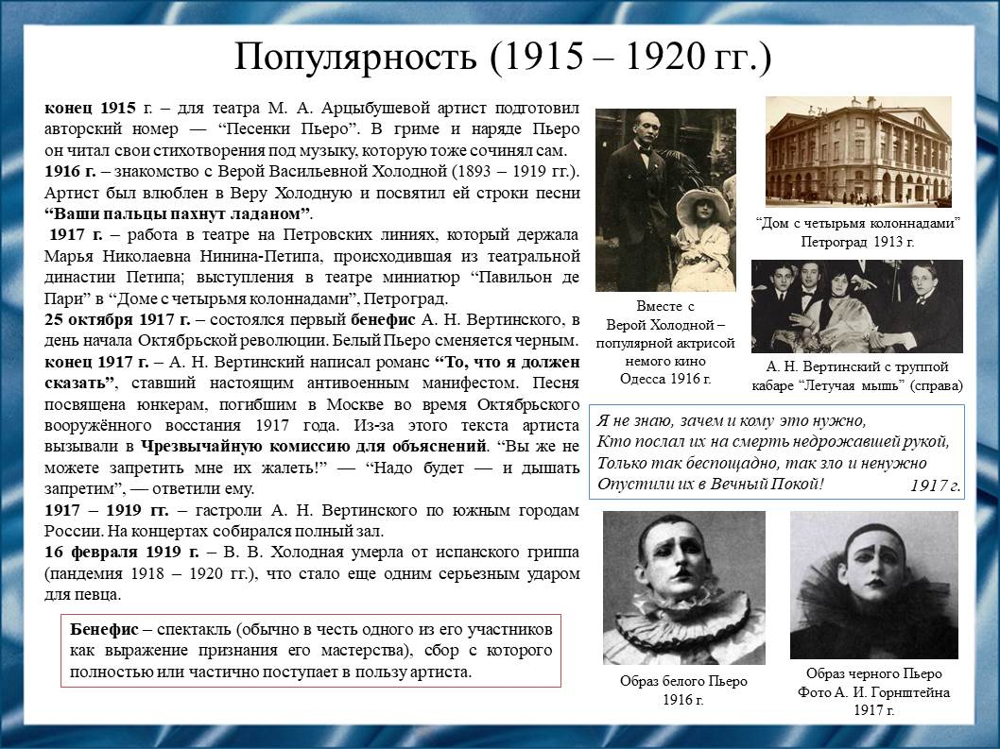 Популярность (1915 – 1920 гг.)
конец 1915 г. – для театра М. А. Арцыбушевой артист подготовил
авторский номер — “Песенки Пьеро”. В гриме и наряде Пьеро
он читал свои стихотворения под музыку, которую тоже сочинял сам.
1916 г. – знакомство с Верой Васильевной Холодной (1893 – 1919 гг.).
Артист был влюблен в Веру Холодную и посвятил ей строки песни
“Ваши пальцы пахнут ладаном”.
1917 г. – работа в театре на Петровских линиях, который держала
Марья Николаевна Нинина-Петипа, происходившая из театральной
династии Петипа; выступления в театре миниатюр “Павильон де
Пари” в “Доме с четырьмя колоннадами”, Петроград.
25 октября 1917 г. – состоялся первый бенефис А. Н. Вертинского, в
день начала Октябрьской революции. Белый Пьеро сменяется черным.
конец 1917 г. – А. Н. Вертинский написал романс “То, что я должен
сказать”, ставший настоящим антивоенным манифестом. Песня
посвящена юнкерам, погибшим в Москве во время Октябрьского
вооружённого восстания 1917 года. Из-за этого текста артиста
вызывали в Чрезвычайную комиссию для объяснений. “Вы же не
можете запретить мне их жалеть!” — “Надо будет — и дышать
запретим”, — ответили ему.
1917 – 1919 гг. – гастроли А. Н. Вертинского по южным городам
России. На концертах собирался полный зал.
16 февраля 1919 г. – В. В. Холодная умерла от испанского гриппа
(пандемия 1918 – 1920 гг.), что стало еще одним серьезным ударом
для певца.
Бенефис – спектакль (обычно в честь одного из его участников
как выражение признания его мастерства), сбор с которого
полностью или частично поступает в пользу артиста.
Вместе с
Верой Холодной –
популярной актрисой
немого кино
Одесса 1916 г.
“Дом с четырьмя колоннадами”
Петроград 1913 г.
А. Н. Вертинский с труппой
кабаре “Летучая мышь” (справа)
Я не знаю, зачем и кому это нужно,
Кто послал их на смерть недрожавшей рукой,
Только так беспощадно, так зло и ненужно
Опустили их в Вечный Покой!
1917 г.
Образ белого Пьеро
1916 г.
Образ черного Пьеро
Фото А. И. Горнштейна
1917 г.